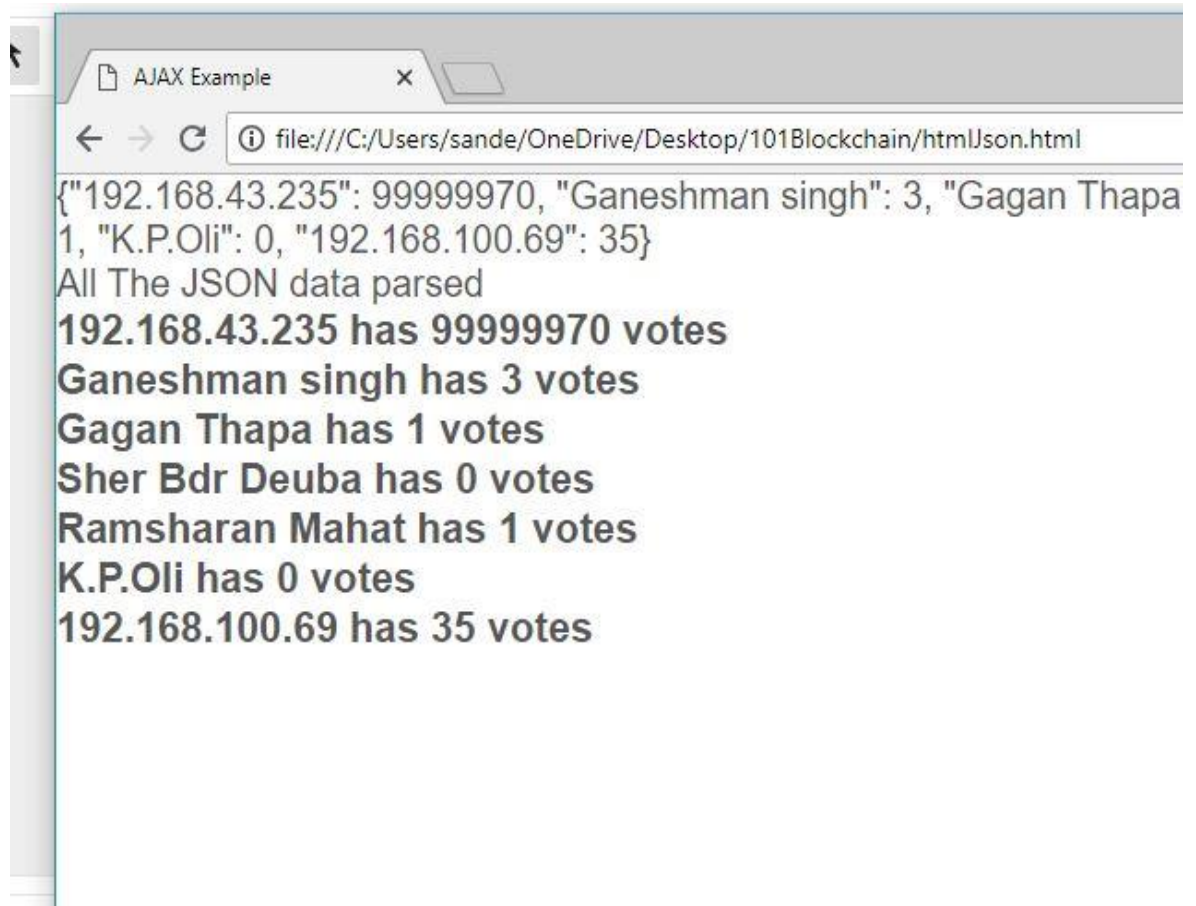 AJAX Example
file:///C:/Users/sande/OneDrive/Desktop/101Blockchain/htmlJson.html
{"192.168.43.235": 99999970, "Ganeshman singh": 3, "Gagan Thapa
1, "K.P.Oli": 0, "192.168.100.69": 35}
All The JSON data parsed
192.168.43.235 has 99999970 votes
Ganeshman singh has 3 votes
Gagan Thapa has 1 votes
Sher Bdr Deuba has 0 votes
Ramsharan Mahat has 1 votes
K.P.Oli has 0 votes
192.168.100.69 has 35 votes